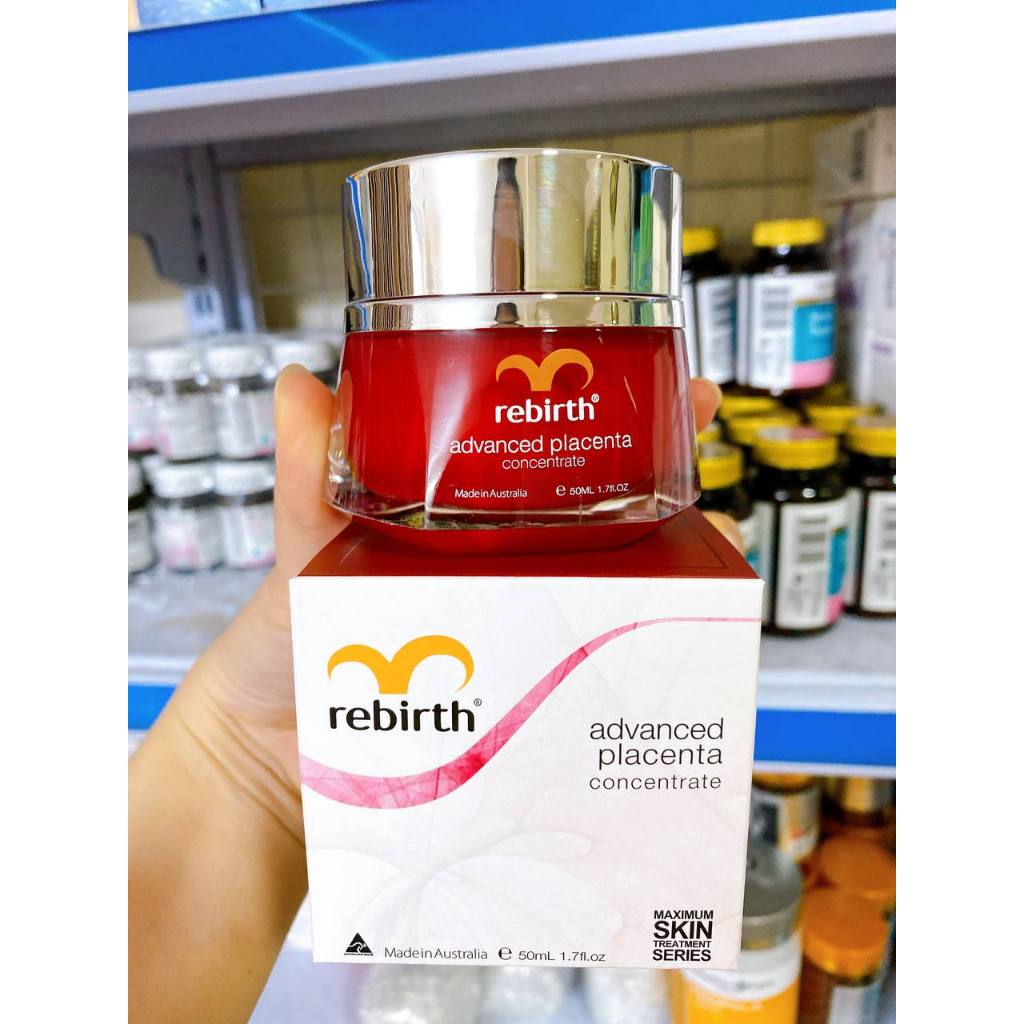 rebirth®
advanced placenta
concentrate
Made in Australia ℮ 50ML 1.7fl.oz
rebirth®
advanced
placenta
concentrate
MAXIMUM
SKIN
TREATMENT
SERIES
Made in Australia ℮ 50mL 1.7fl.oz